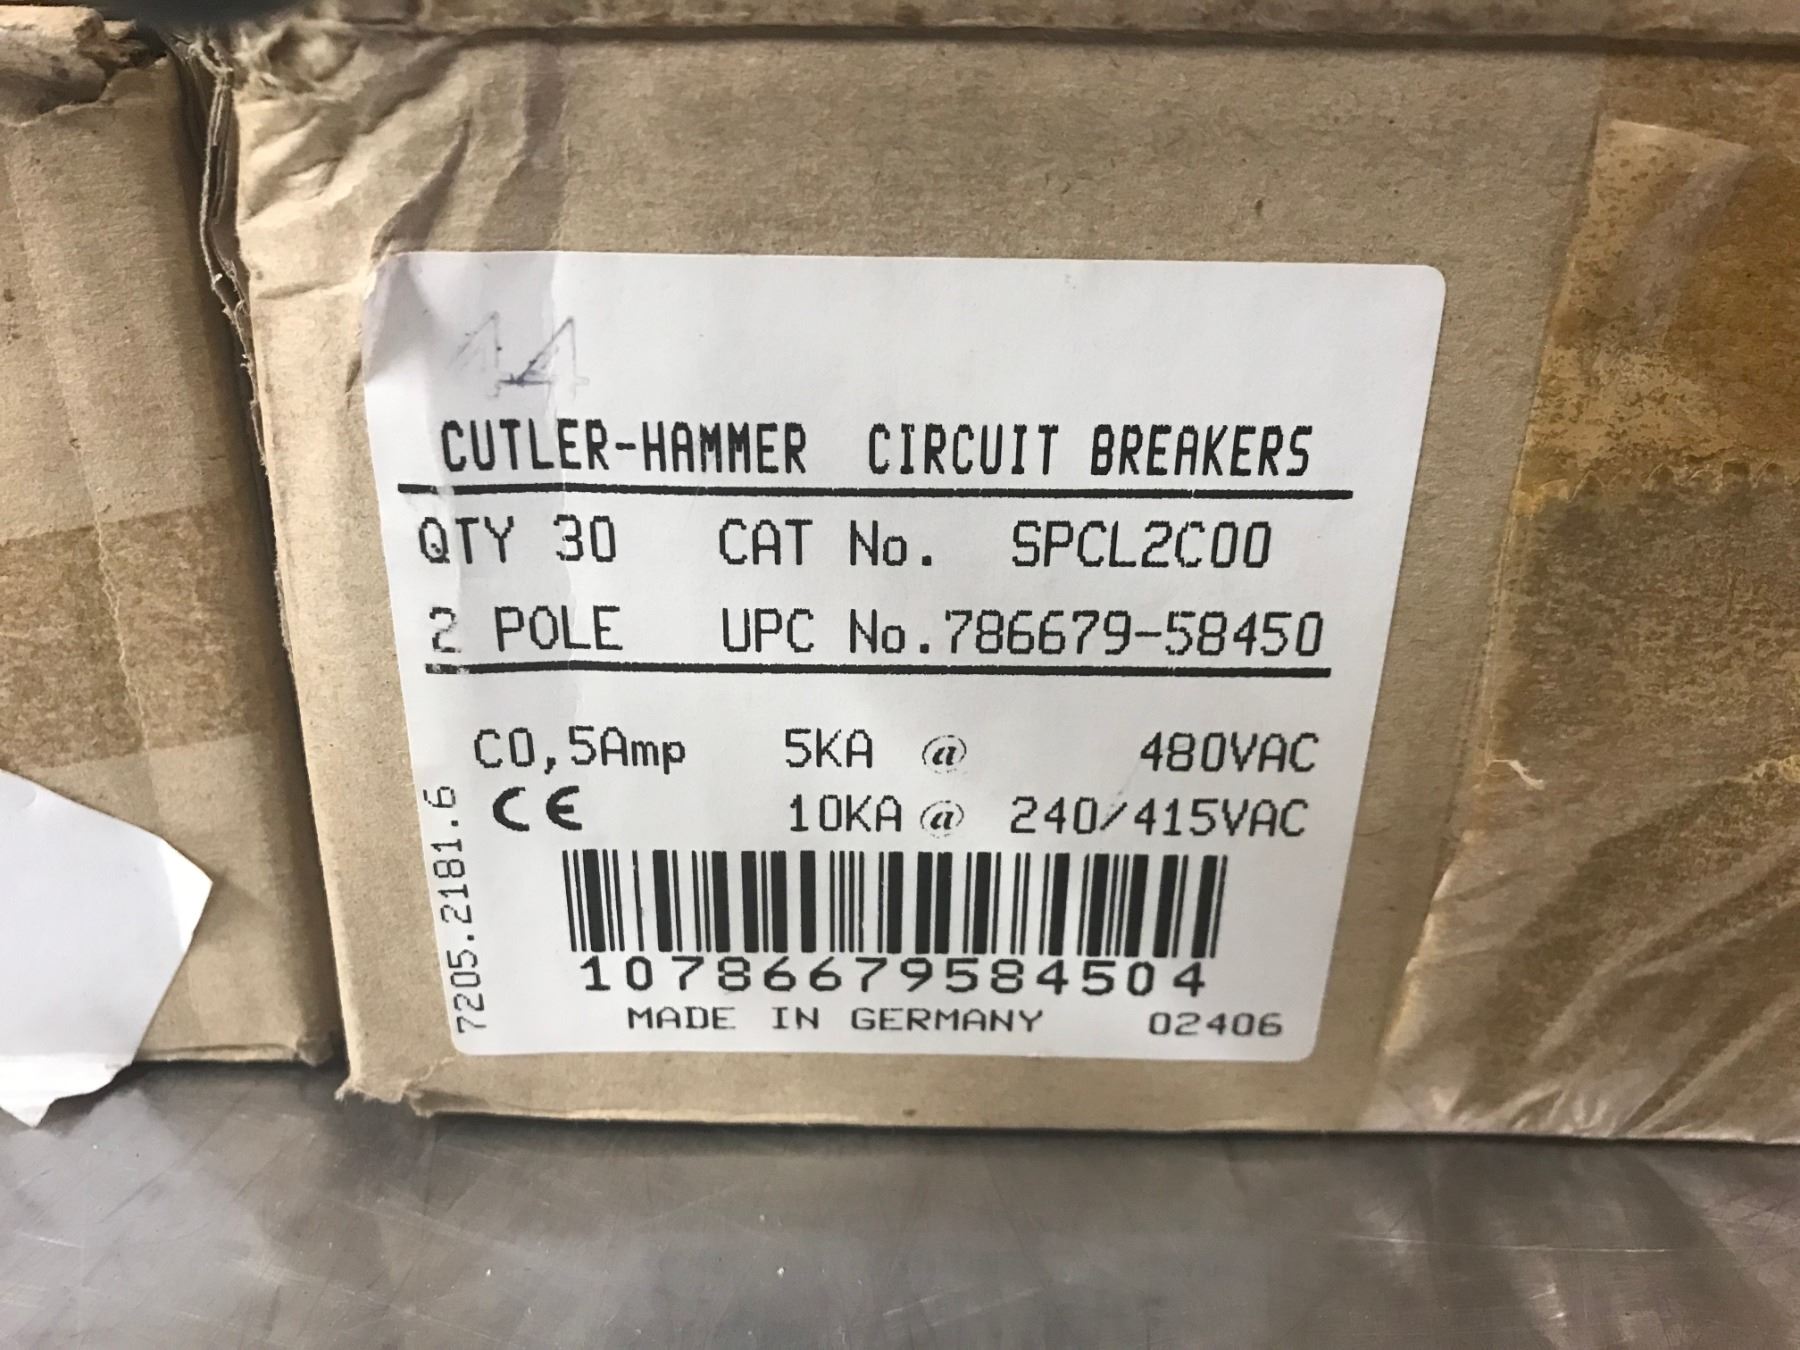 14
CUTLER-HAMMER CIRCUIT BREAKERS
QTY 30 CAT No. SPCL2C00
2 POLE UPC No.786679-58450
C0,5Amp 5KA @ 480VAC
CE 10KA @ 240/415VAC
7205.2181.6
10786679584504
MADE IN GERMANY 02406